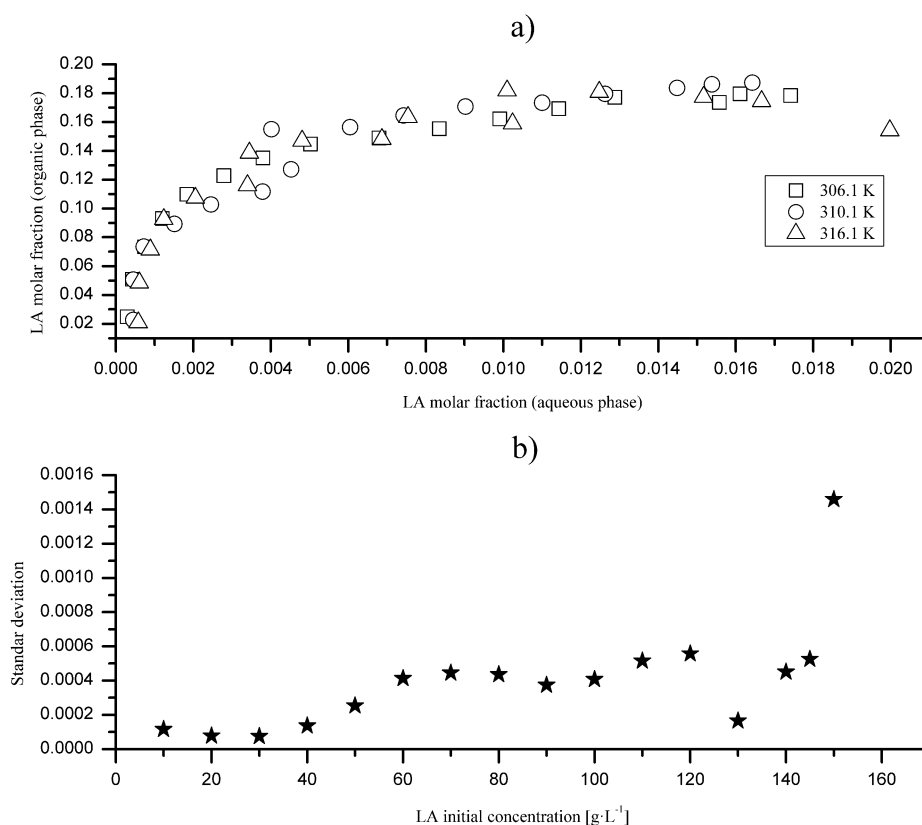 a)
0.20
0.18
0.16
0.14
0.12
0.10
0.08
0.06
0.04
0.02
LA molar fraction (organic phase)
306.1 K
310.1 K
316.1 K
0.000 0.002 0.004 0.006 0.008 0.010 0.012 0.014 0.016 0.018 0.020
LA molar fraction (aqueous phase)
b)
0.0016
0.0014
0.0012
0.0010
0.0008
0.0006
0.0004
0.0002
0.0000
Standar deviation
0 20 40 60 80 100 120 140 160
LA initial concentration [g·L⁻¹]